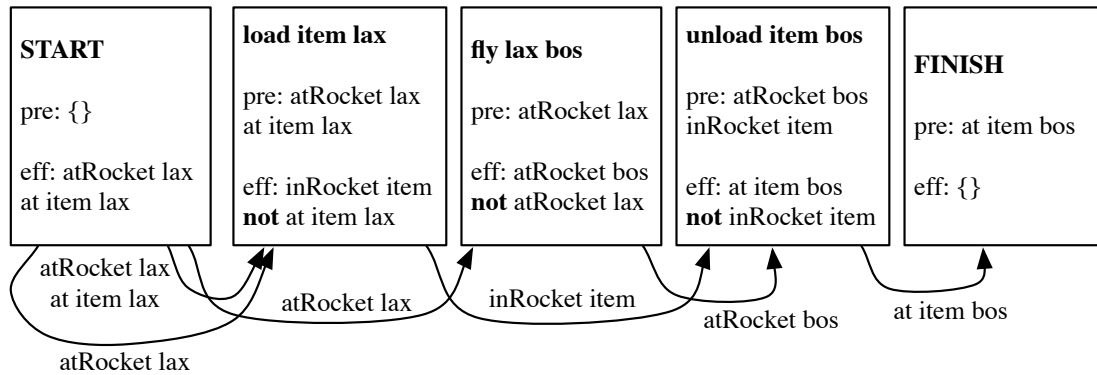 START
pre: {}
eff: atRocket lax
at item lax
load item lax
pre: atRocket lax
at item lax
eff: inRocket item
not at item lax
fly lax bos
pre: atRocket lax
eff: atRocket bos
not atRocket lax
unload item bos
pre: atRocket bos
inRocket item
eff: at item bos
not inRocket item
FINISH
pre: at item bos
eff: {}
atRocket lax
at item lax
atRocket lax
inRocket item
atRocket bos
at item bos
atRocket lax